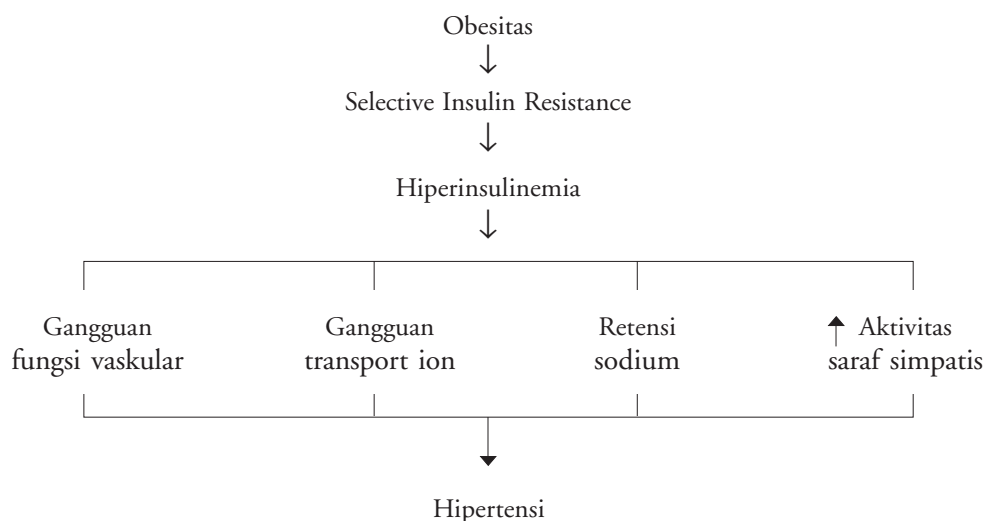 Obesitas
Selective Insulin Resistance
Hiperinsulinemia
Gangguan
fungsi vaskular
Gangguan
transport ion
Retensi
sodium
Aktivitas
saraf simpatis
Hipertensi